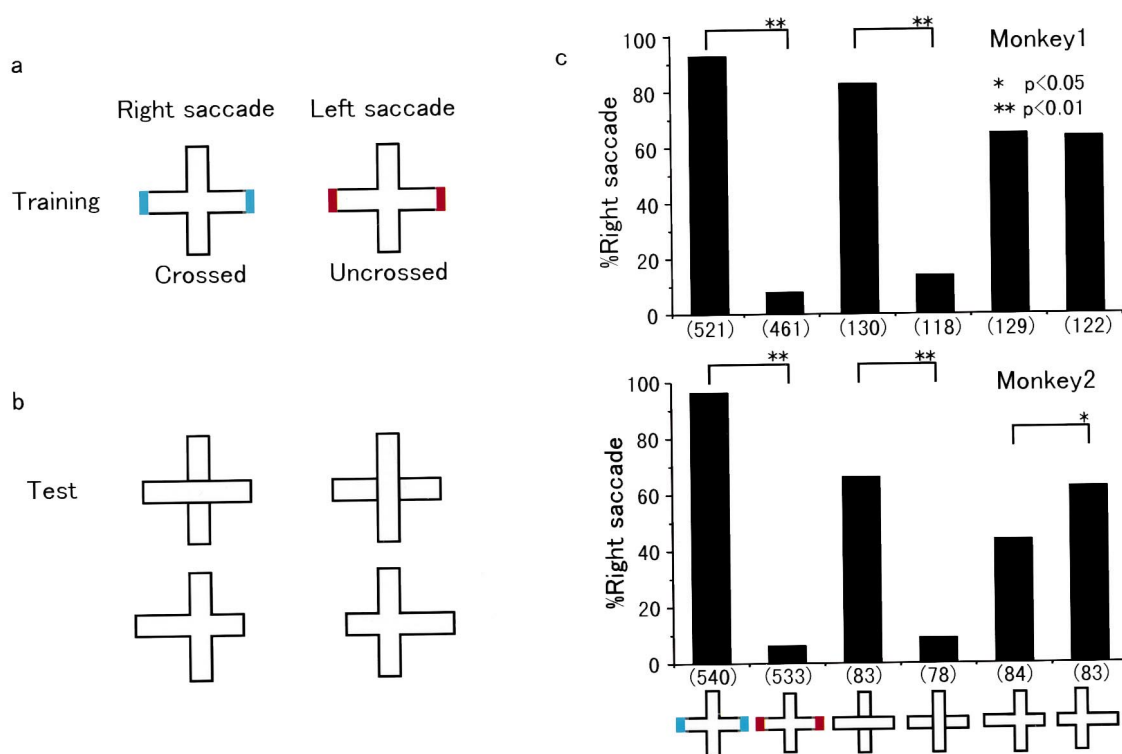 a
Right saccade Left saccade
Training
Crossed Uncrossed
b
Test
c
Monkey1
* p<0.05
** p<0.01
** **
%Right saccade
100
80
60
40
20
0
(521) (461) (130) (118) (129) (122)
Monkey2
** ** *
%Right saccade
100
80
60
40
20
0
(540) (533) (83) (78) (84) (83)